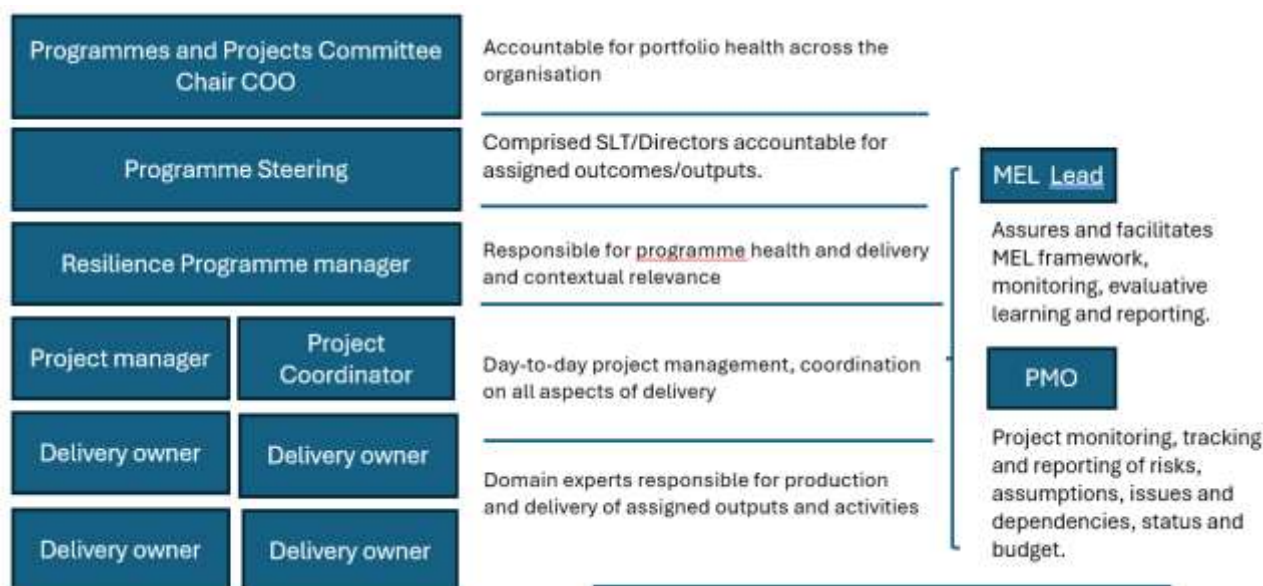 Programmes and Projects Committee
Chair COO
Accountable for portfolio health across the
organisation
Programme Steering
Comprised SLT/Directors accountable for
assigned outcomes/outputs.
Resilience Programme manager
Responsible for programme health and delivery
and contextual relevance
Project manager
Project
Coordinator
Day-to-day project management, coordination
on all aspects of delivery
Delivery owner
Delivery owner
Domain experts responsible for production
and delivery of assigned outputs and activities
Delivery owner
Delivery owner
MEL Lead
Assures and facilitates
MEL framework,
monitoring, evaluative
learning and reporting.
PMO
Project monitoring, tracking
and reporting of risks,
assumptions, issues and
dependencies, status and
budget.